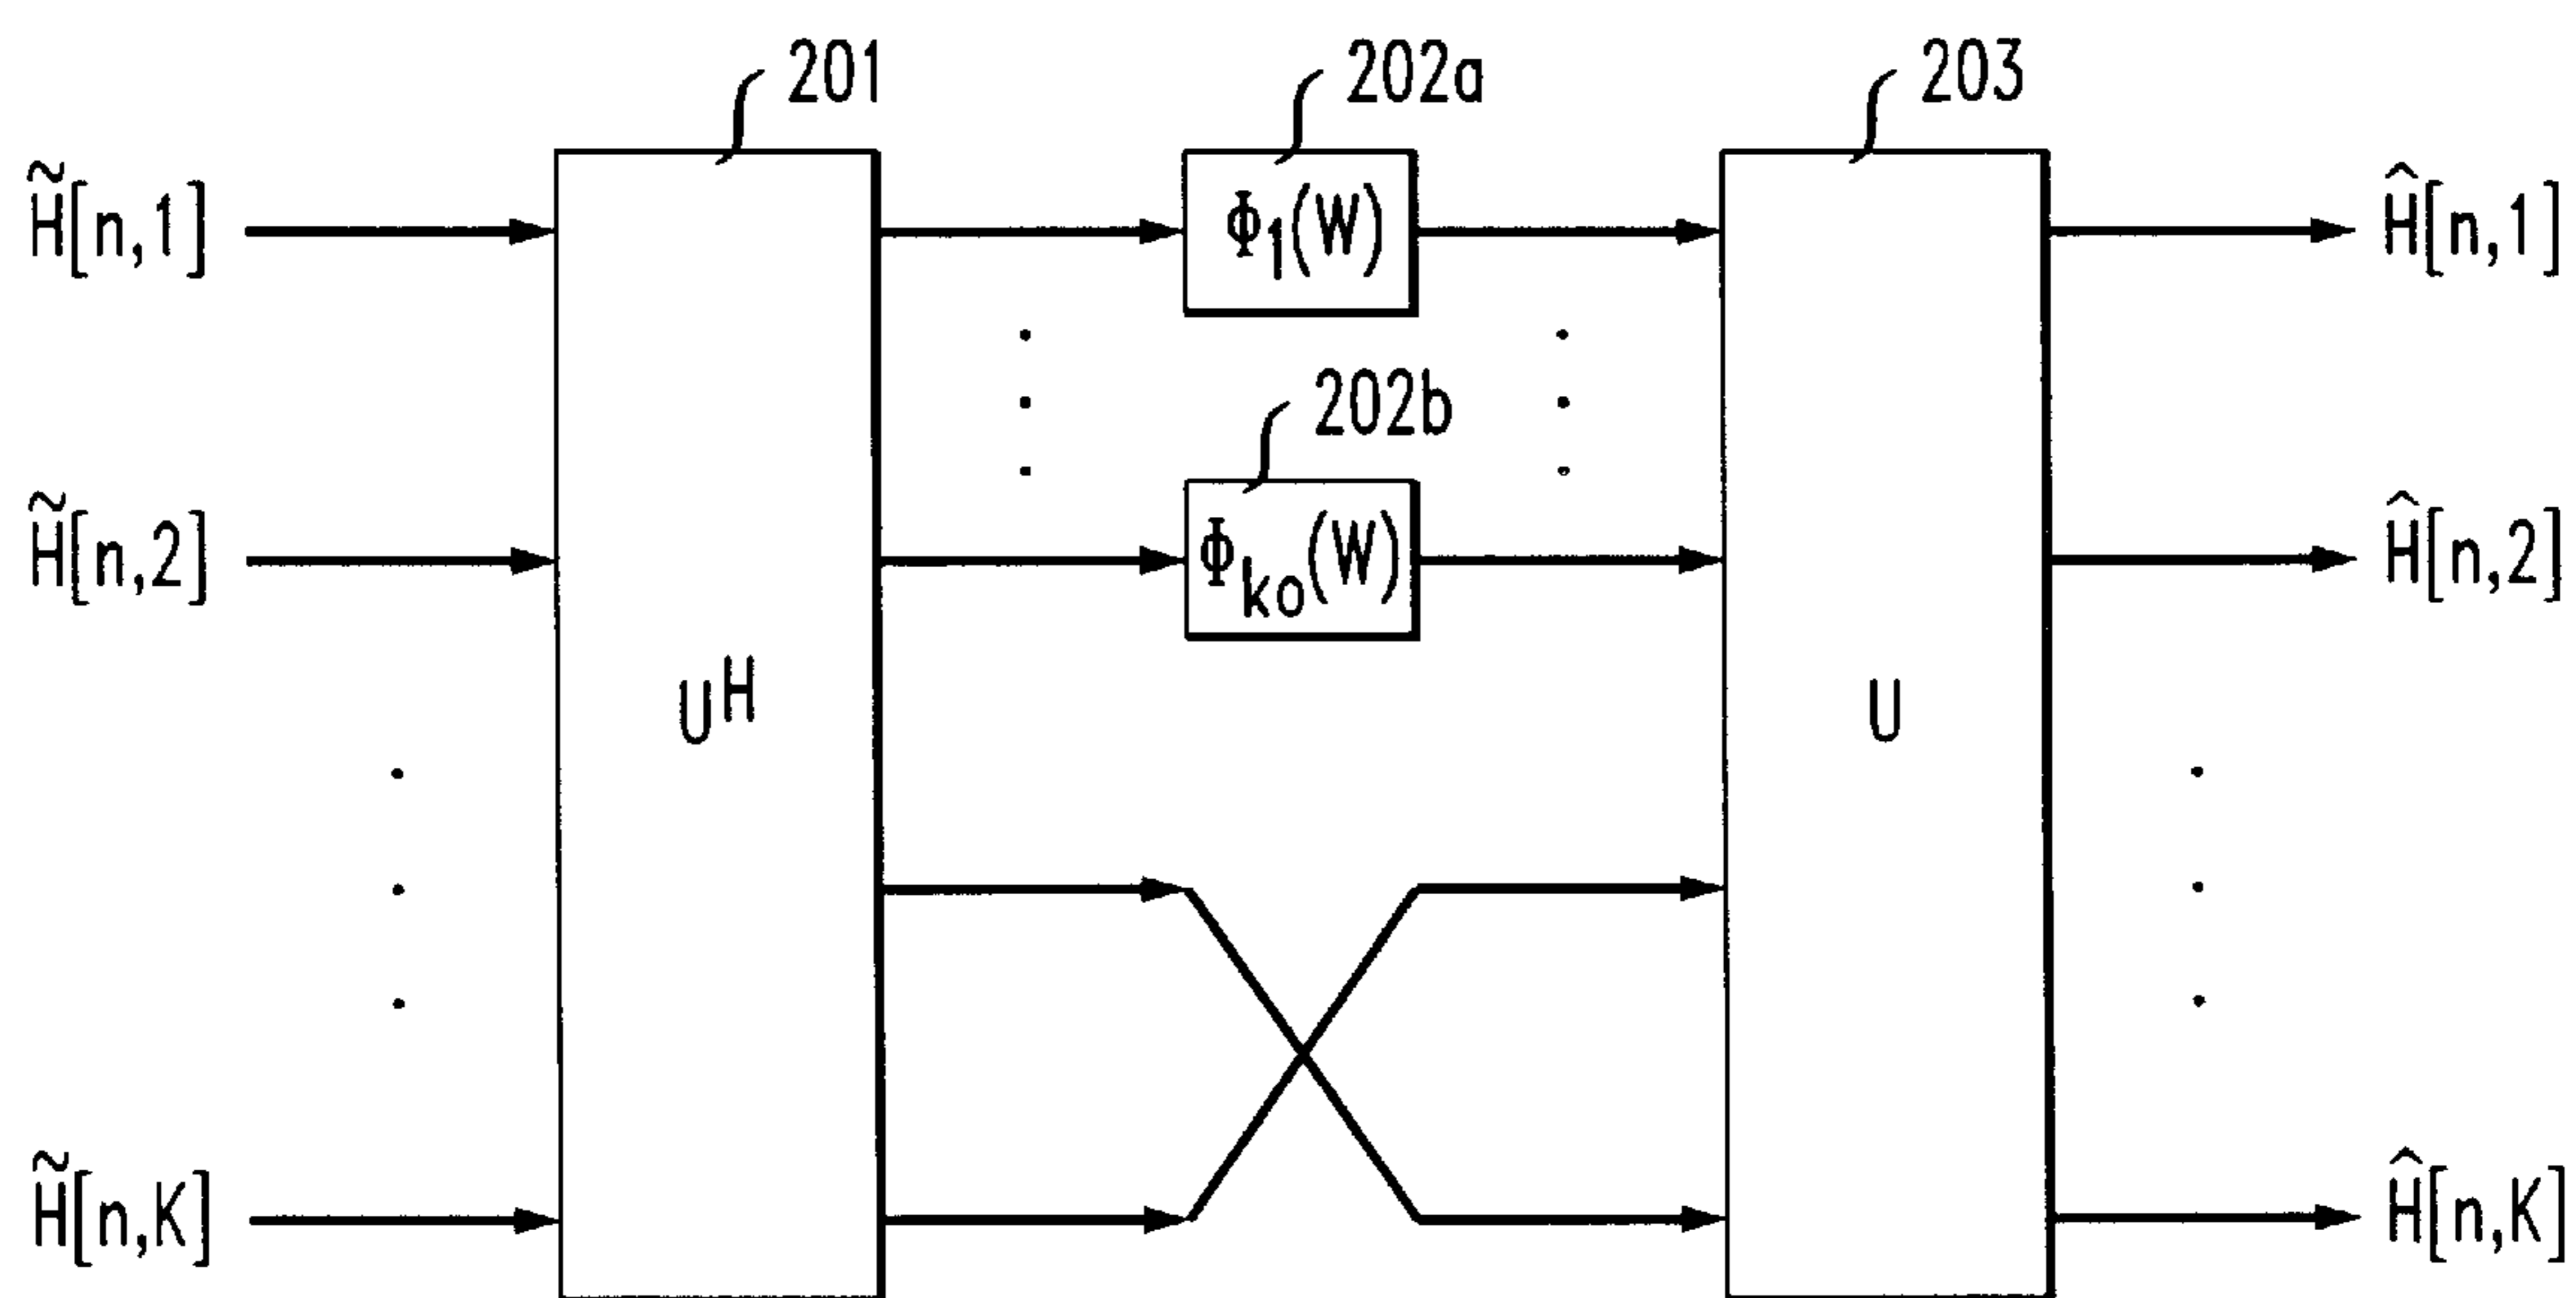 201
202a
203
H̃[n,1]
Φ1(W)
Ĥ[n,1]
202b
H̃[n,2]
Φko(W)
Ĥ[n,2]
U^H
U
H̃[n,K]
Ĥ[n,K]